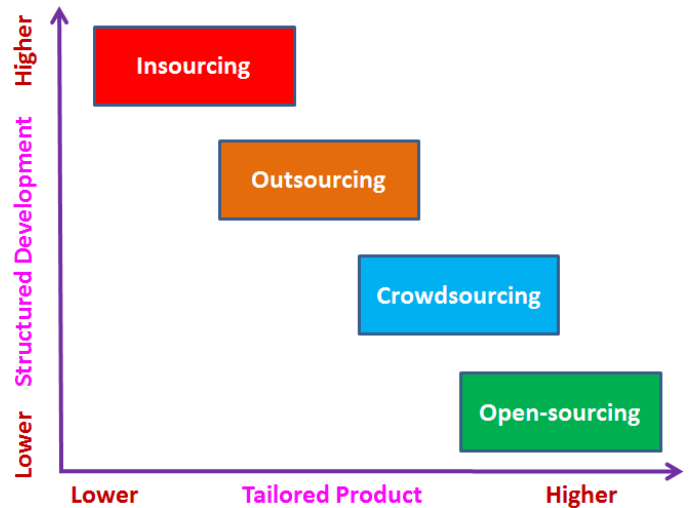 Higher
Structured Development
Lower
Insourcing
Outsourcing
Crowdsourcing
Open-sourcing
Lower
Tailored Product
Higher